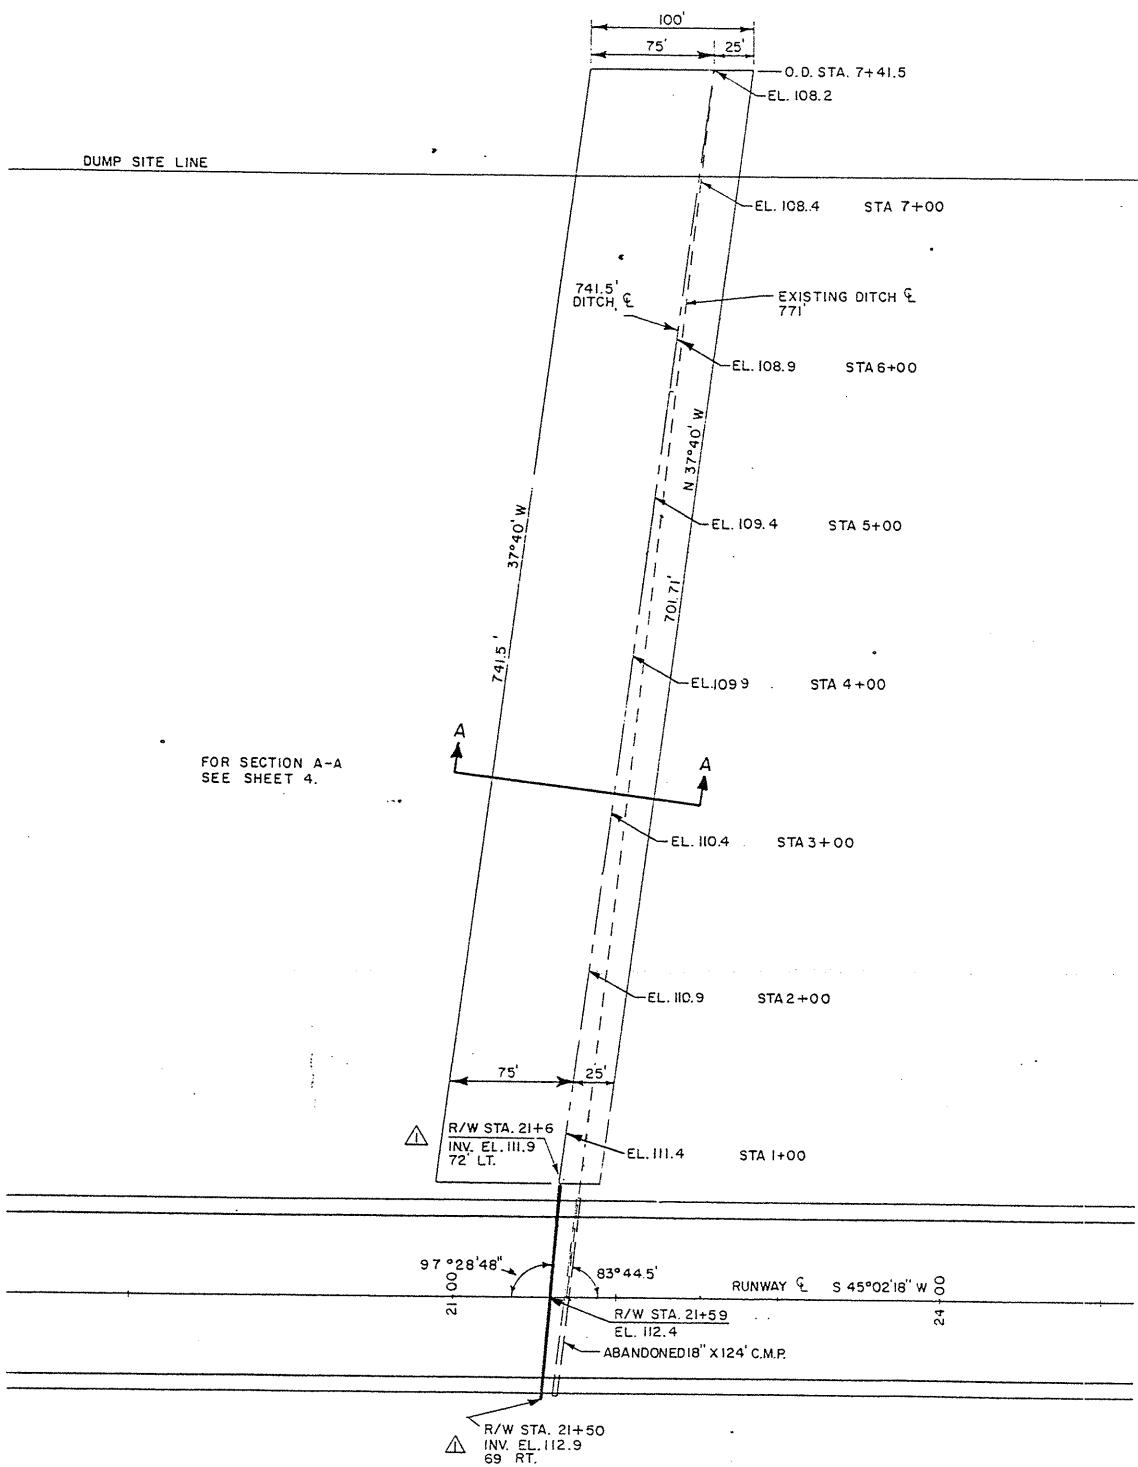 100'
75' 25'
O.D. STA. 7+41.5
EL. 108.2
DUMP SITE LINE
EL. 108.4 STA 7+00
741.5'
DITCH ℄
EXISTING DITCH ℄
771'
EL. 108.9 STA 6+00
N 37°40' W
37°40' W
EL. 109.4 STA 5+00
701.71'
741.5'
EL. 109 9 STA 4+00
A
A
FOR SECTION A-A
SEE SHEET 4.
EL. 110.4 STA 3+00
EL. 110.9 STA 2+00
75' 25'
1
R/W STA. 21+6
INV. EL. 111.9
72' LT.
EL. 111.4 STA 1+00
97°28'48"
83°44.5'
21 00
RUNWAY ℄ S 45°02'18" W
24 00
R/W STA. 21+59
EL. 112.4
ABANDONED 18" X 124' C.M.P.
1
R/W STA. 21+50
INV. EL. 112.9
69 RT.